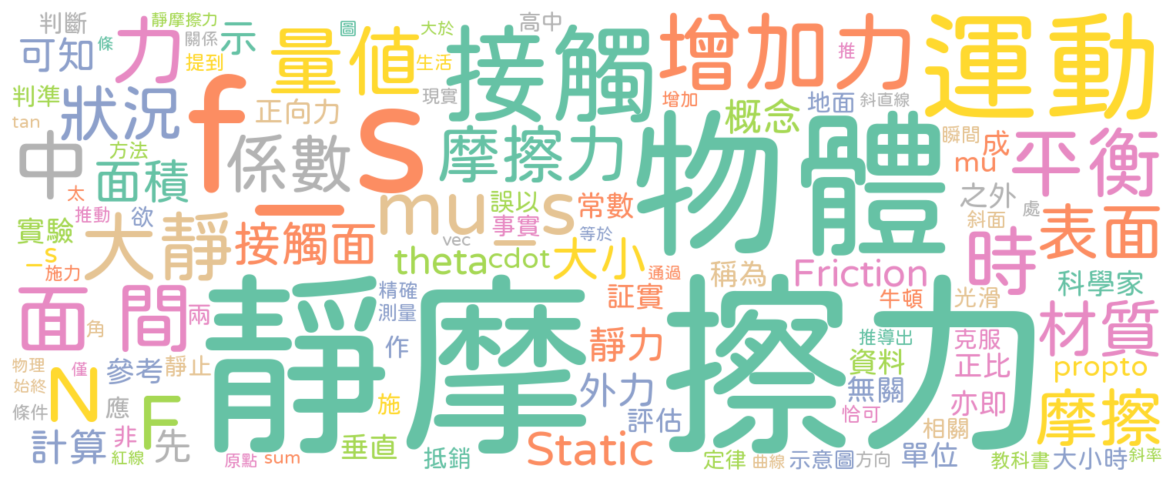 判斷
靜摩擦力
力
圖
量值
大於
接觸
高中
增加力
推
運動
可知
條
關係
示
提到
生活
判準
狀況
f_s
正向力
現實
增加
概念
地面
斜直線
tan
方法
係數
摩擦力
物體
瞬間
成
mu
平衡
中
面積
太
推動
欲
大靜
mu_s
誤以
事實
常數
之外
斜面
處
表面
實驗
_s
施力
接觸面
vec
theta
cdot
等於
大小
通過
稱為
Friction
時
科學家
面
間
角
兩
靜摩擦力
精確
測量
証實
牛頓
光滑
材質
物理
始終
僅
參考
靜止
作
靜力
推導出
克服
資料
正比
propto
條件
N
應
F
施
外力
無關
恰可
亦即
評估
相關
摩擦
計算
非
紅線
先
原點
sum
垂直
抵銷
Static
定律
曲線
示意圖
方向
單位
教科書
大小時
斜率